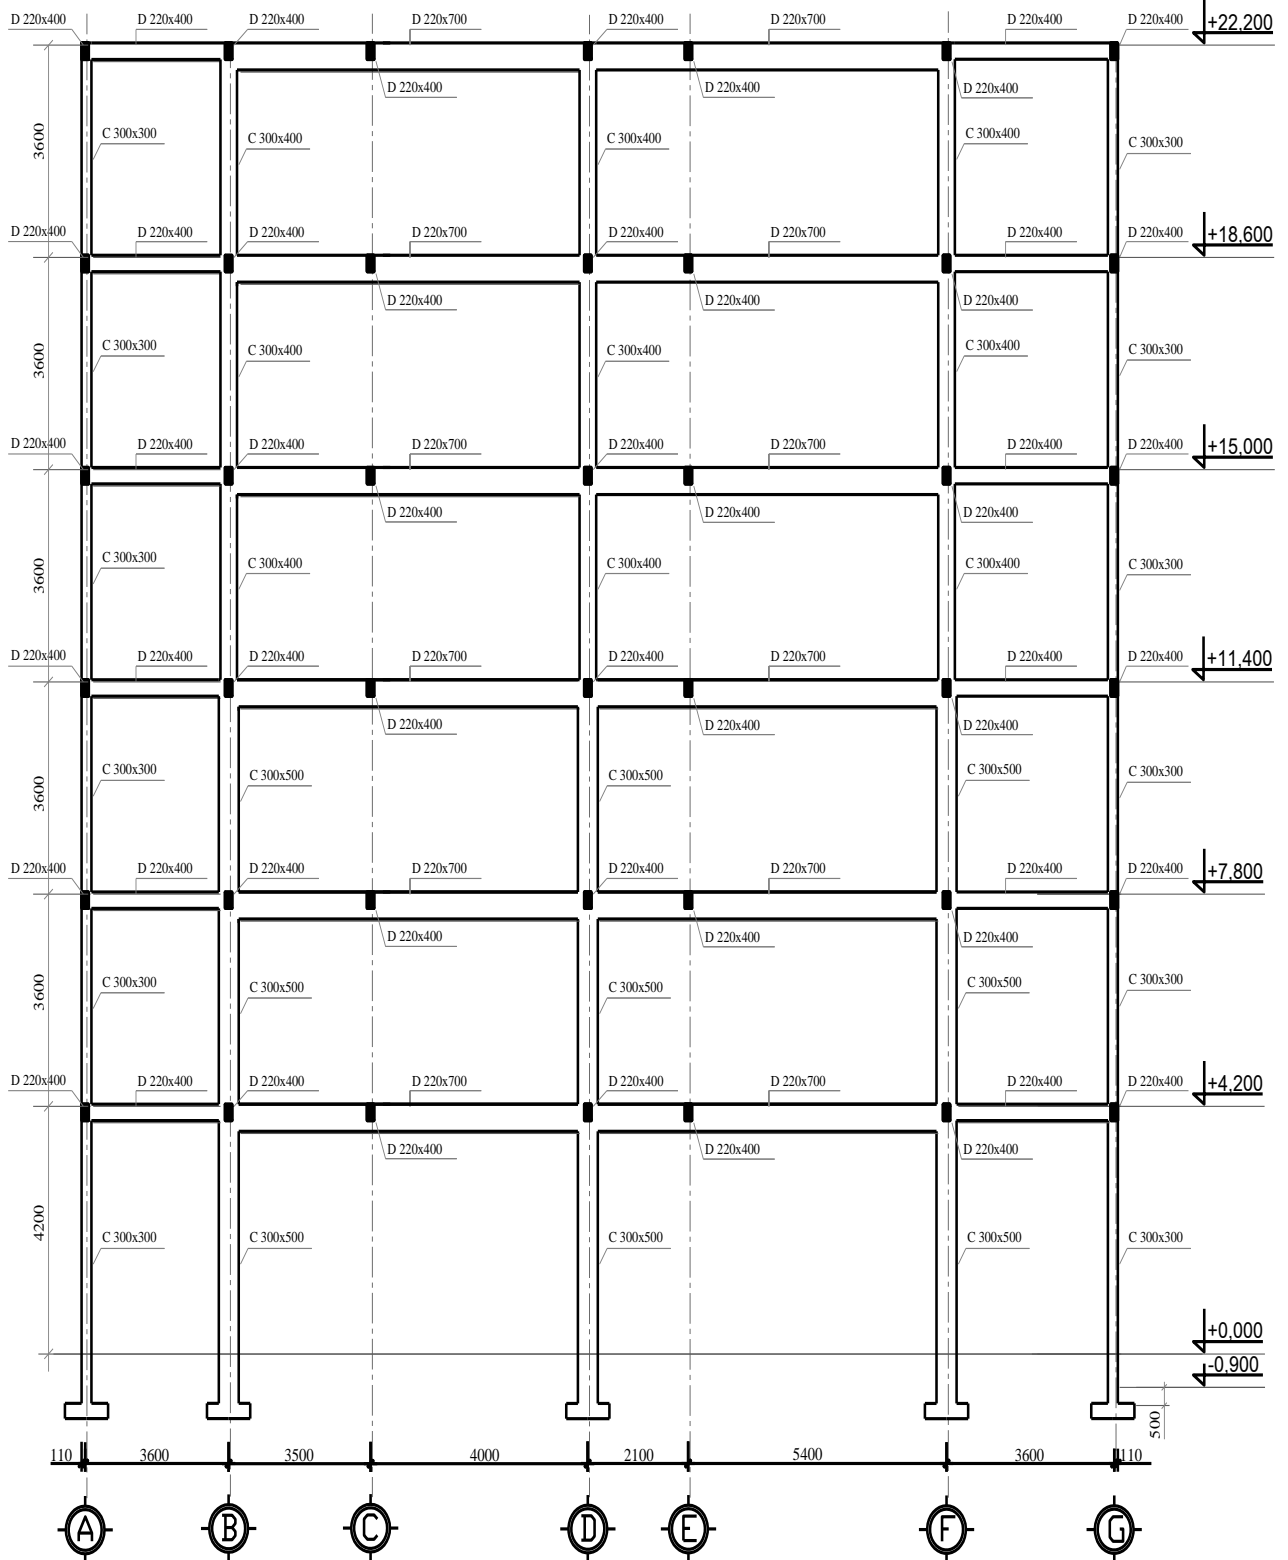 D 220x400 D 220x400 D 220x400 D 220x700 D 220x400 D 220x700 D 220x400 D 220x400 +22,200
D 220x400 D 220x400 D 220x400
3600 C 300x300 C 300x400 C 300x400 C 300x400 C 300x300
D 220x400 D 220x400 D 220x400 D 220x700 D 220x400 D 220x700 D 220x400 D 220x400 +18,600
D 220x400 D 220x400 D 220x400
3600 C 300x300 C 300x400 C 300x400 C 300x400 C 300x300
D 220x400 D 220x400 D 220x400 D 220x700 D 220x400 D 220x700 D 220x400 D 220x400 +15,000
D 220x400 D 220x400 D 220x400
3600 C 300x300 C 300x400 C 300x400 C 300x400 C 300x300
D 220x400 D 220x400 D 220x400 D 220x700 D 220x400 D 220x700 D 220x400 D 220x400 +11,400
D 220x400 D 220x400 D 220x400
3600 C 300x300 C 300x500 C 300x500 C 300x500 C 300x300
D 220x400 D 220x400 D 220x400 D 220x700 D 220x400 D 220x700 D 220x400 D 220x400 +7,800
D 220x400 D 220x400 D 220x400
3600 C 300x300 C 300x500 C 300x500 C 300x500 C 300x300
D 220x400 D 220x400 D 220x400 D 220x700 D 220x400 D 220x700 D 220x400 D 220x400 +4,200
D 220x400 D 220x400 D 220x400
4200 C 300x300 C 300x500 C 300x500 C 300x500 C 300x300
+0,000
-0,900
500
110 3600 3500 4000 2100 5400 3600 110
A B C D E F G